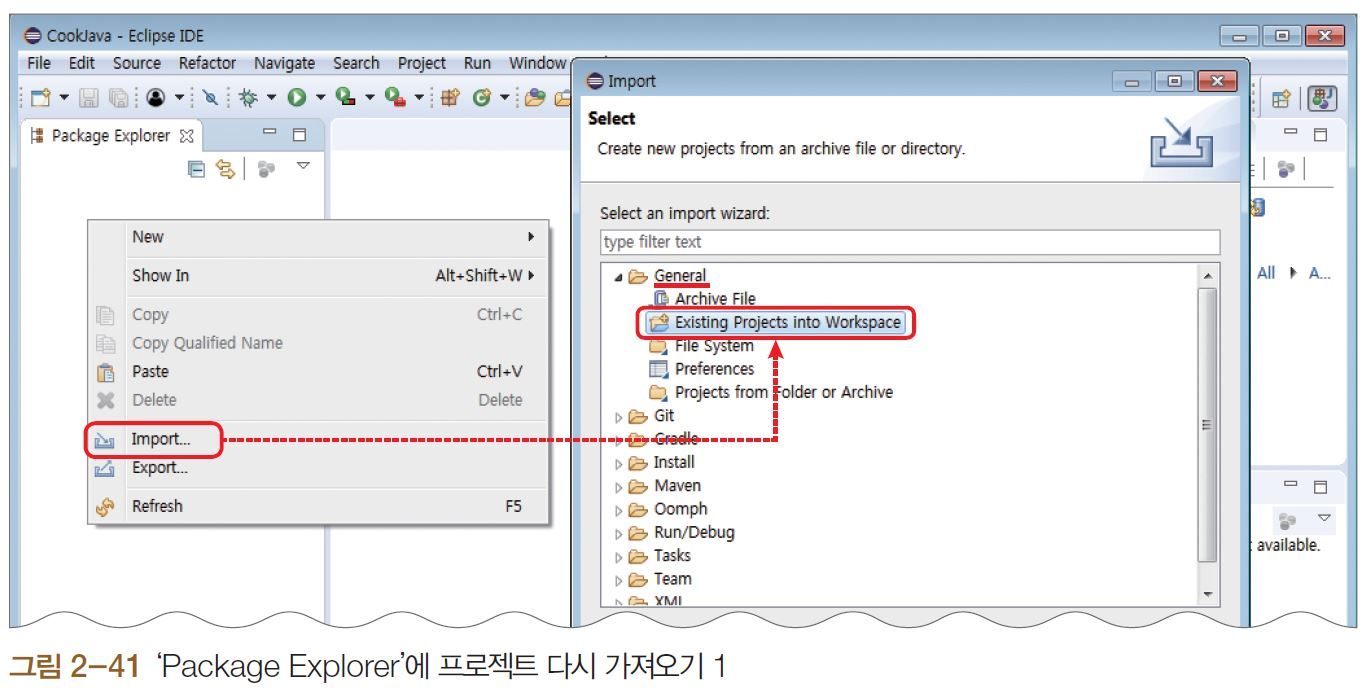 CookJava - Eclipse IDE
File Edit Source Refactor Navigate Search Project Run Window
Package Explorer
New
Show In Alt+Shift+W
Copy Ctrl+C
Copy Qualified Name
Paste Ctrl+V
Delete Delete
Import...
Export...
Refresh F5
Import
Select
Create new projects from an archive file or directory.
Select an import wizard:
type filter text
General
Archive File
Existing Projects into Workspace
File System
Preferences
Projects from Folder or Archive
Git
Gradle
Install
Maven
Oomph
Run/Debug
Tasks
Team
XML
All A...
available.
그림 2-41 ‘Package Explorer’에 프로젝트 다시 가져오기 1